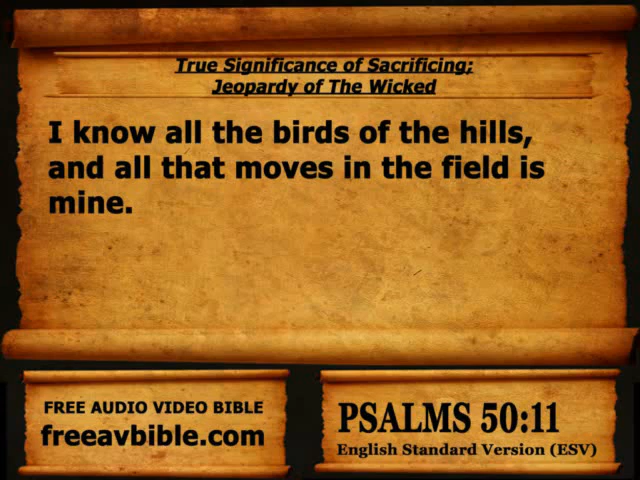 True Significance of Sacrificing;
Jeopardy of The Wicked
I know all the birds of the hills,
and all that moves in the field is
mine.
FREE AUDIO VIDEO BIBLE
freeavbible.com
PSALMS 50:11
English Standard Version (ESV)